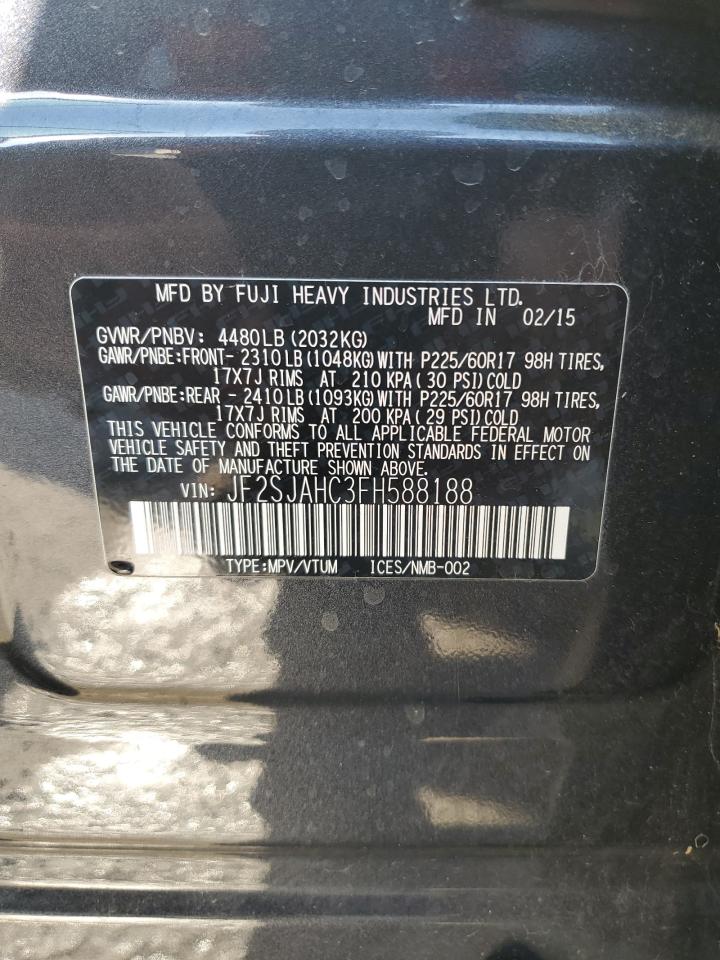 MFD BY FUJI HEAVY INDUSTRIES LTD.
MFD IN 02/15
GVWR/PNBV: 4480LB (2032KG)
GAWR/PNBE:FRONT- 2310LB (1048KG) WITH P225/60R17 98H TIRES,
17X7J RIMS AT 210 KPA (30 PSI) COLD
GAWR/PNBE:REAR - 2410LB (1093KG) WITH P225/60R17 98H TIRES,
17X7J RIMS AT 200 KPA (29 PSI) COLD
THIS VEHICLE CONFORMS TO ALL APPLICABLE FEDERAL MOTOR
VEHICLE SAFETY AND THEFT PREVENTION STANDARDS IN EFFECT ON
THE DATE OF MANUFACTURE SHOWN ABOVE.
VIN: JF2SJAHC3FH588188
TYPE:MPV/VTUM ICES/NMB-002